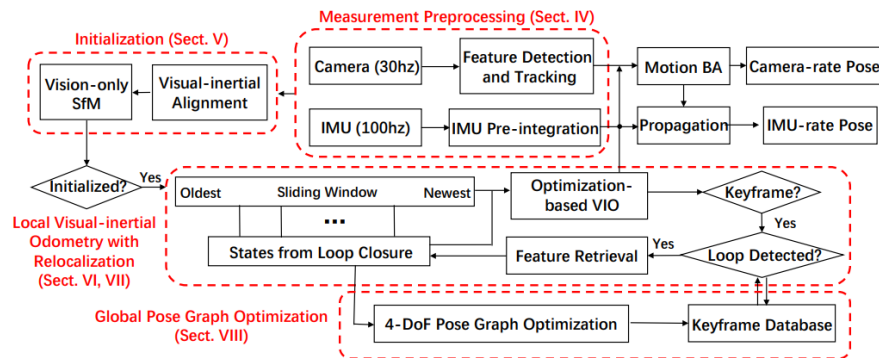 Measurement Preprocessing (Sect. IV)
Initialization (Sect. V)
Camera (30hz)
Feature Detection
and Tracking
Motion BA
Camera-rate Pose
Vision-only
SfM
Visual-inertial
Alignment
IMU (100hz)
IMU Pre-integration
Propagation
IMU-rate Pose
Initialized?
Yes
Oldest
Sliding Window
Newest
Optimization-
based VIO
Keyframe?
...
Yes
Local Visual-inertial
Odometry with
Relocalization
(Sect. VI, VII)
States from Loop Closure
Feature Retrieval
Yes
Loop Detected?
Global Pose Graph Optimization
(Sect. VIII)
4-DoF Pose Graph Optimization
Keyframe Database